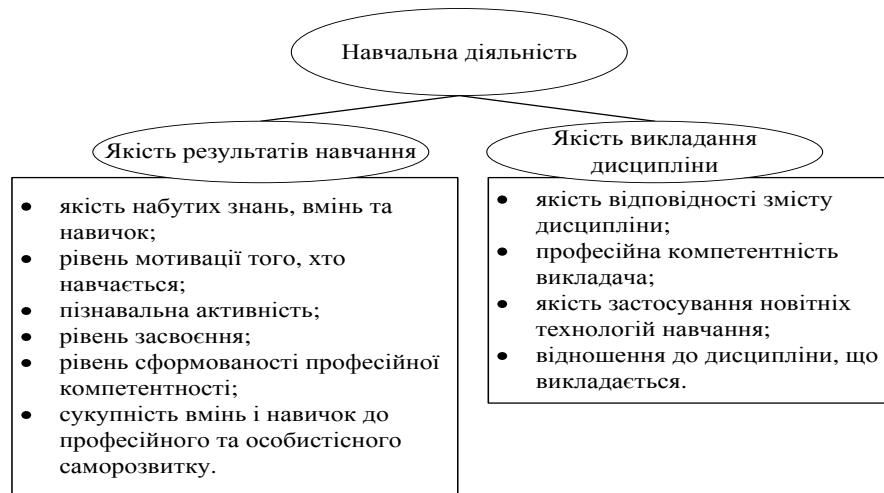 Навчальна діяльність
Якість результатів навчання
Якість викладання
дисципліни
• якість набутих знань, вмінь та
навичок;
• рівень мотивації того, хто
навчається;
• пізнавальна активність;
• рівень засвоєння;
• рівень сформованості професійної
компетентності;
• сукупність вмінь і навичок до
професійного та особистісного
саморозвитку.
• якість відповідності змісту
дисципліни;
• професійна компетентність
викладача;
• якість застосування новітніх
технологій навчання;
• відношення до дисципліни, що
викладається.